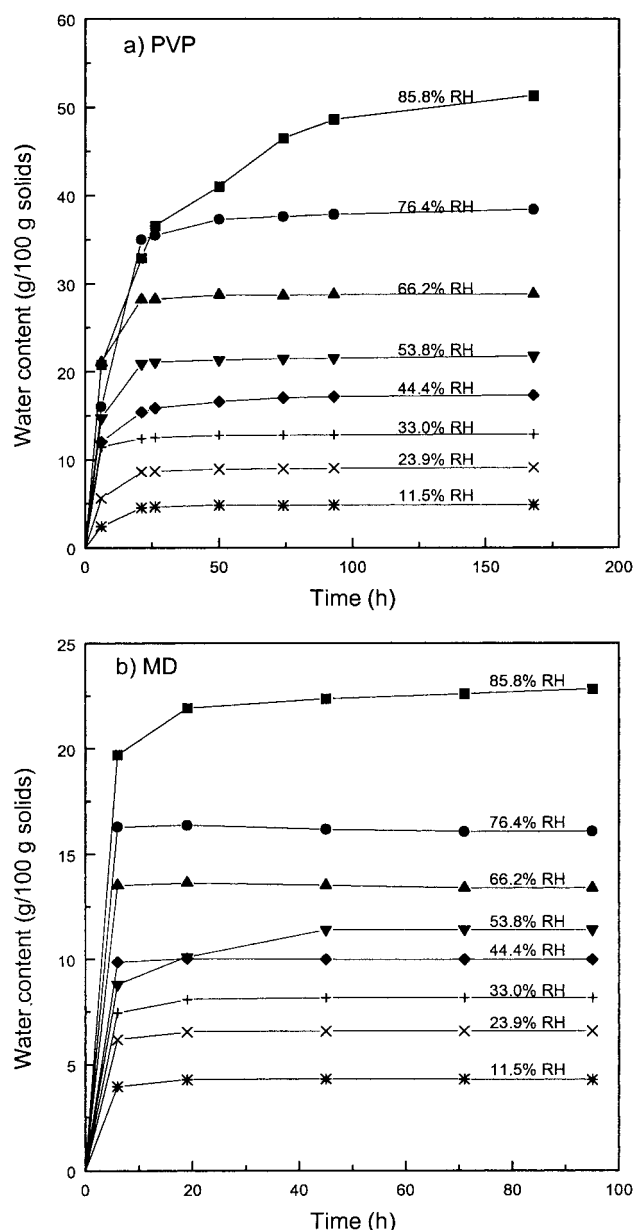 a) PVP
Water content (g/100 g solids)
60
50
40
30
20
10
0
85.8% RH
76.4% RH
66.2% RH
53.8% RH
44.4% RH
33.0% RH
23.9% RH
11.5% RH
0
50
100
150
200
Time (h)
b) MD
Water content (g/100 g solids)
25
20
15
10
5
0
85.8% RH
76.4% RH
66.2% RH
53.8% RH
44.4% RH
33.0% RH
23.9% RH
11.5% RH
0
20
40
60
80
100
Time (h)